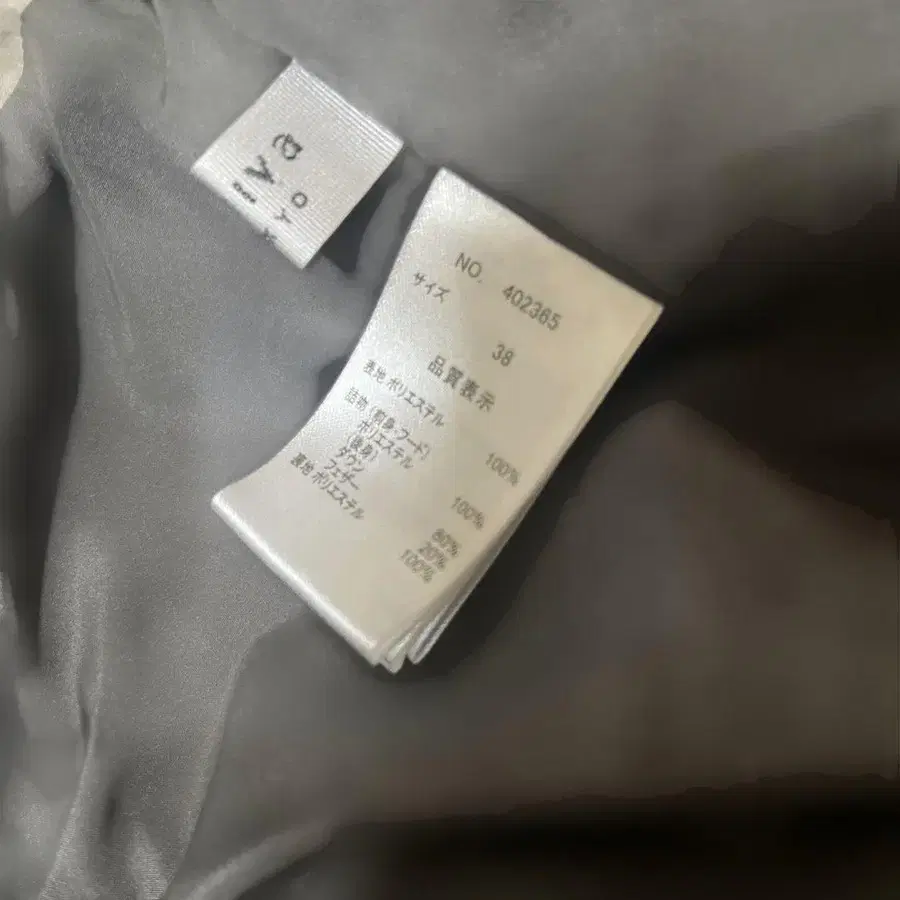 iya
KYO
NO. 402365
サイズ
38
品質表示
表地 ポリエステル 100%
詰物 (前身・フード)
ポリエステル 100%
(後身)
ダウン 80%
フェザー 20%
裏地 ポリエステル 100%